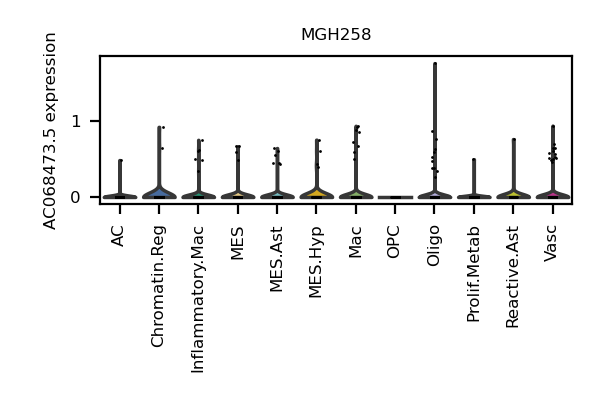 MGH258
AC068473.5 expression
1
0
AC
Chromatin.Reg
Inflammatory.Mac
MES
MES.Ast
MES.Hyp
Mac
OPC
Oligo
Prolif.Metab
Reactive.Ast
Vasc